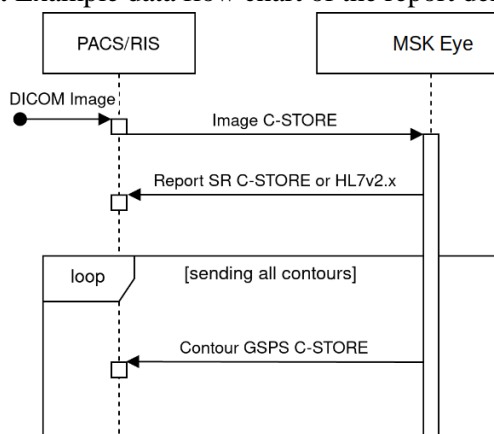 Example data flow chart of the report
PACS/RIS
MSK Eye
DICOM Image
Image C-STORE
Report SR C-STORE or HL7v2.x
loop
[sending all contours]
Contour GSPS C-STORE